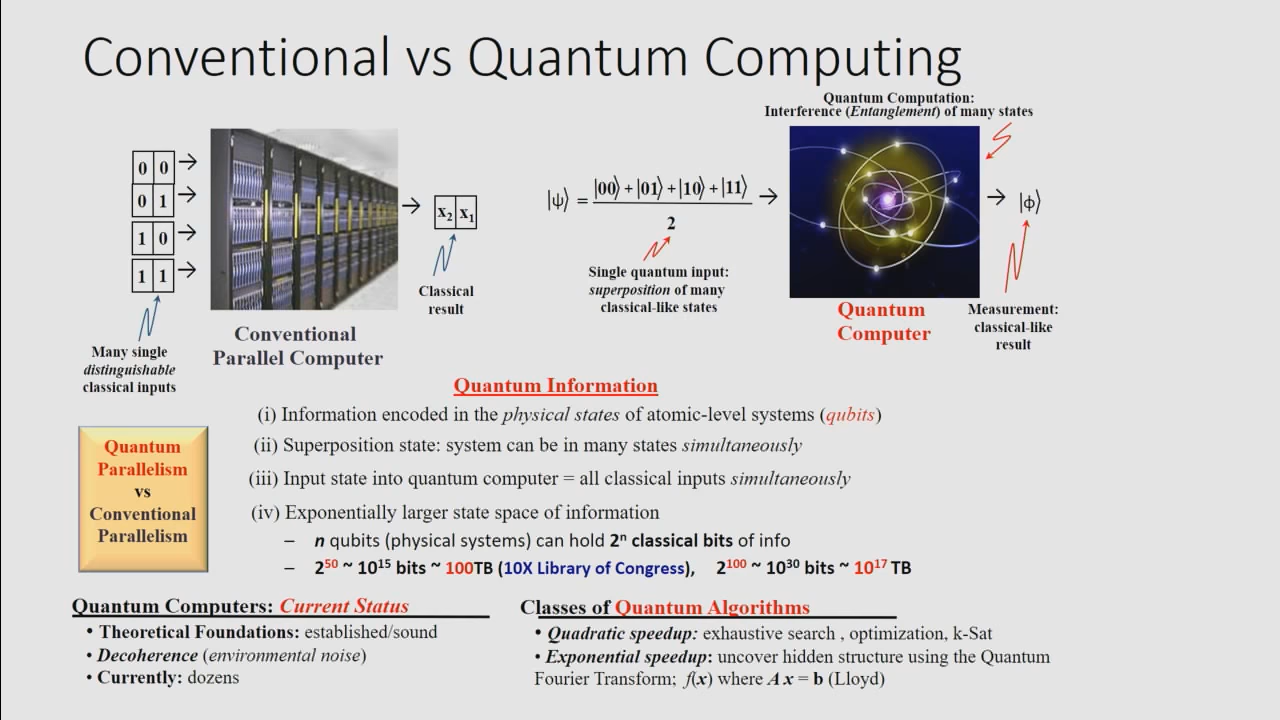 Conventional vs Quantum Computing
Quantum Computation:
Interference (Entanglement) of many states
0 0 →
0 1 →
1 0 →
1 1 →
→ x₂ x₁
|ψ⟩ = |00⟩ + |01⟩ + |10⟩ + |11⟩ →
2
→ |ϕ⟩
Many single
distinguishable
classical inputs
Conventional
Parallel Computer
Classical
result
Single quantum input:
superposition of many
classical-like states
Quantum
Computer
Measurement:
classical-like
result
Quantum Information
(i) Information encoded in the physical states of atomic-level systems (qubits)
(ii) Superposition state: system can be in many states simultaneously
(iii) Input state into quantum computer = all classical inputs simultaneously
(iv) Exponentially larger state space of information
– n qubits (physical systems) can hold 2ⁿ classical bits of info
– 2⁵⁰ ~ 10¹⁵ bits ~ 100TB (10X Library of Congress), 2¹⁰⁰ ~ 10³⁰ bits ~ 10¹⁷ TB
Quantum
Parallelism
vs
Conventional
Parallelism
Quantum Computers: Current Status
• Theoretical Foundations: established/sound
• Decoherence (environmental noise)
• Currently: dozens
Classes of Quantum Algorithms
• Quadratic speedup: exhaustive search , optimization, k-Sat
• Exponential speedup: uncover hidden structure using the Quantum
Fourier Transform; f(x) where A x = b (Lloyd)